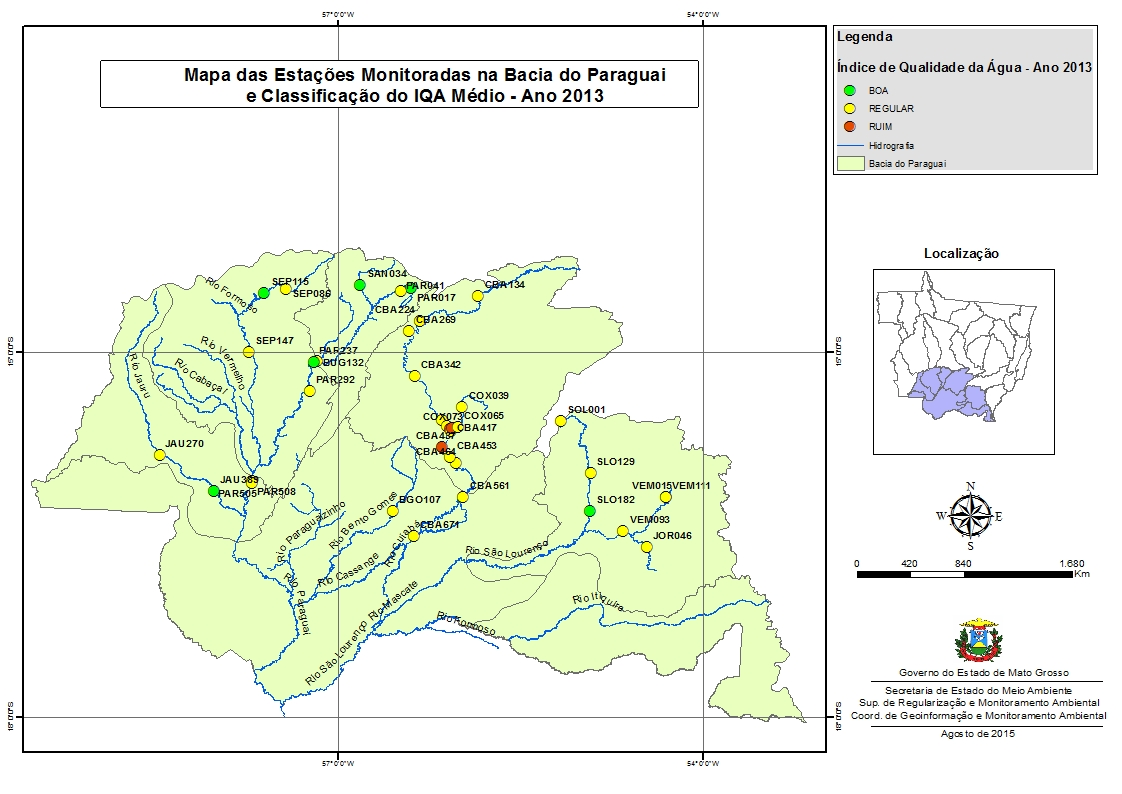 57°0'0"W
54°0'0"W
Mapa das Estações Monitoradas na Bacia do Paraguai
e Classificação do IQA Médio - Ano 2013
Legenda
Índice de Qualidade da Água - Ano 2013
BOA
REGULAR
RUIM
Hidrografia
Bacia do Paraguai
Localização
SEP115
SEP086
SAN034
PAR041
PAR017
CBA134
Rio Formoso
CBA224
CBA269
SEP147
PAR237
BUG132
PAR292
Rio Vermelho
Rio Cabaçal
Rio Jauru
CBA342
COX039
COX073
COX065
CBA417
CBA453
CBA464
SOL001
JAU270
JAU389
PAR505
PAR508
SLO129
SLO182
VEM015
VEM111
VEM093
JOR046
CBA561
BGO107
CBA671
Rio Paraguaizinho
Rio Bento Gomes
Rio Cuiabá
Rio Cassange
Rio São Lourenço
Rio Paraguai
Rio Mascate
Rio São Lourenço
Rio Itiquira
N
W
E
S
0
420
840
1.680
Km
Governo do Estado de Mato Grosso
Secretaria de Estado do Meio Ambiente
Sup. de Regularização e Monitoramento Ambiental
Coord. de Geoinformação e Monitoramento Ambiental
Agosto de 2015
57°0'0"W
54°0'0"W